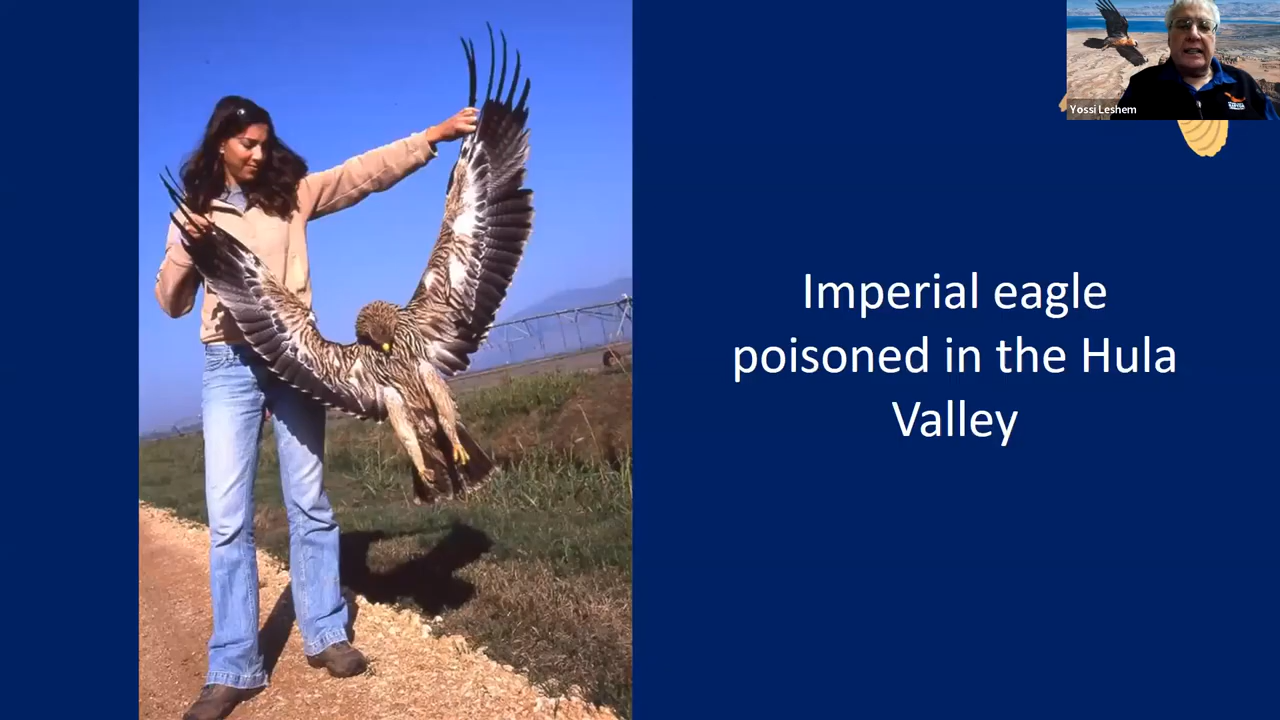 Yossi Leshem
Imperial eagle
poisoned in the Hula
Valley